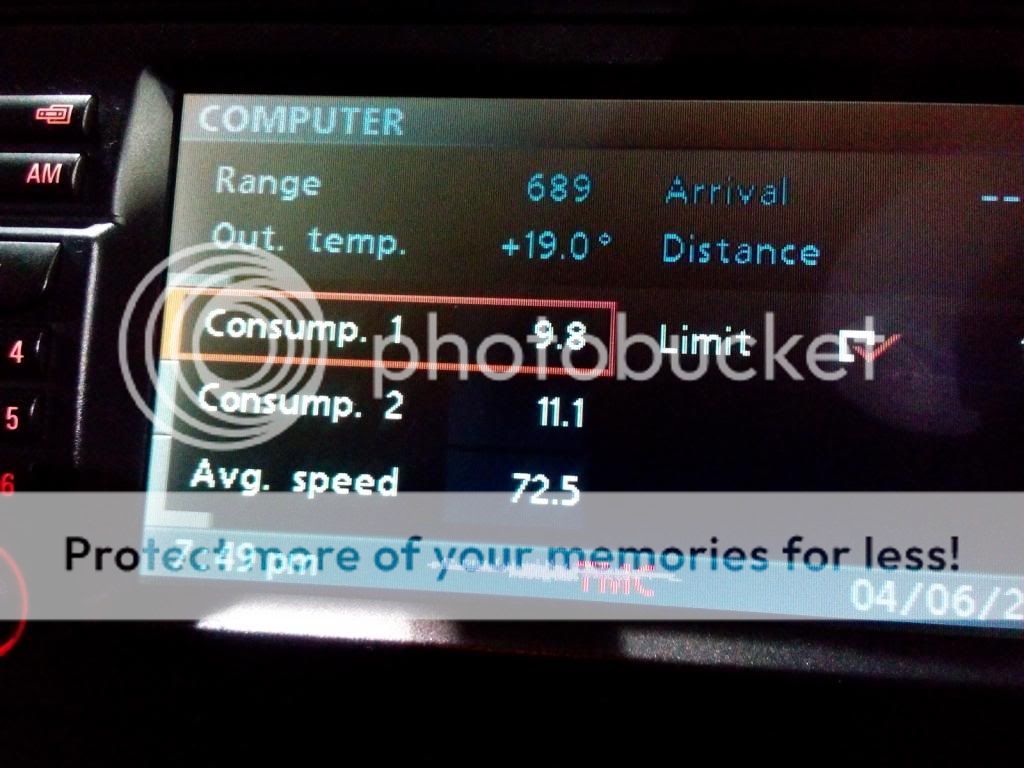 COMPUTER
AM
Range 689 Arrival --
Out. temp. +19.0° Distance
Consump. 1 9.8 Limit
4
Consump. 2 11.1
5
Avg. speed 72.5
6
photobucket
Protect more of your memories for less!
7:49 pm TMC 04/06/2